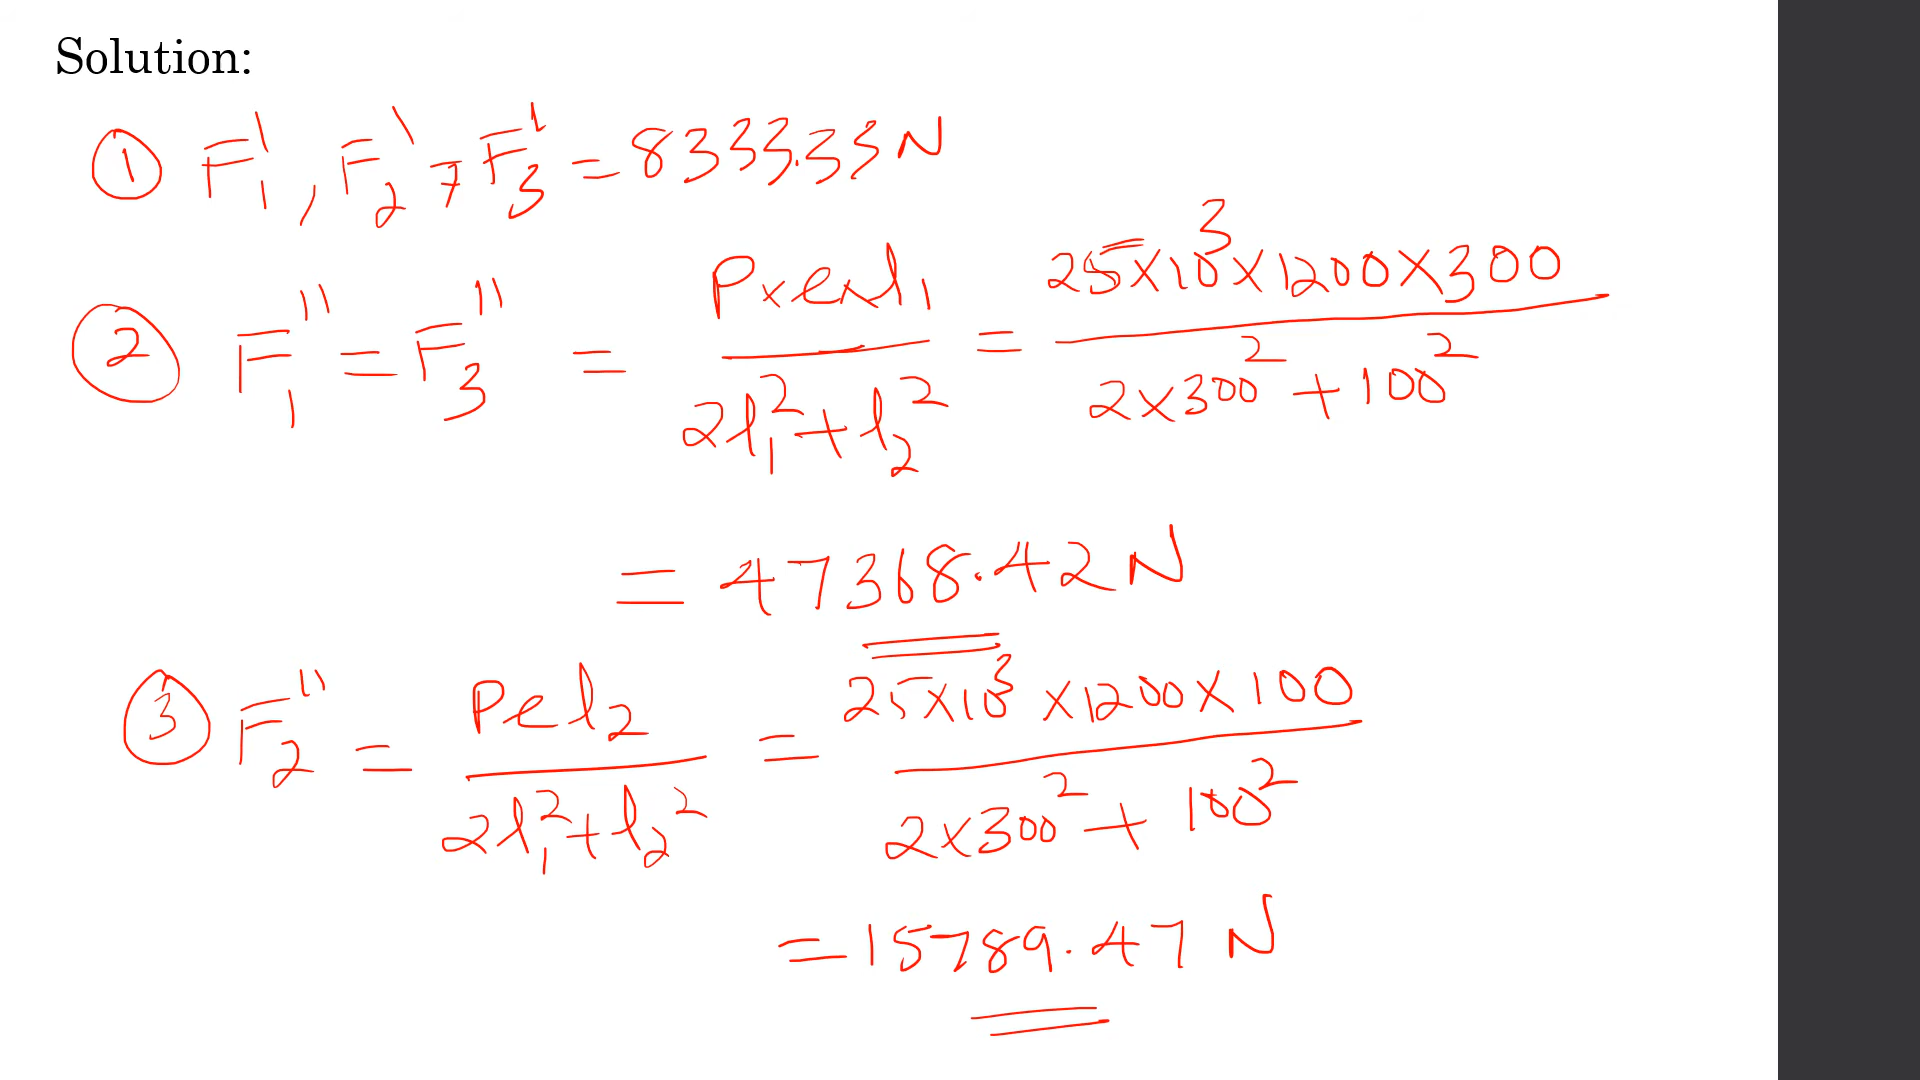 Solution:
① F₁', F₂', F₃' = 8333.33 N
② F₁'' = F₃'' = (P×e×l₁)/(2l₁²+l₂²) = (25×10³×1200×300)/(2×300²+100²)
= 47368.42 N
③ F₂'' = (Pel₂)/(2l₁²+l₂²) = (25×10³×1200×100)/(2×300²+100²)
= 15789.47 N